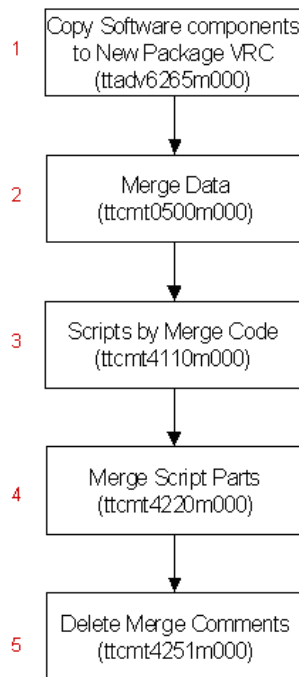 1
Copy Software components
to New Package VRC
(ttadv6265m000)
2
Merge Data
(ttcmt0500m000)
3
Scripts by Merge Code
(ttcmt4110m000)
4
Merge Script Parts
(ttcmt4220m000)
5
Delete Merge Comments
(ttcmt4251m000)